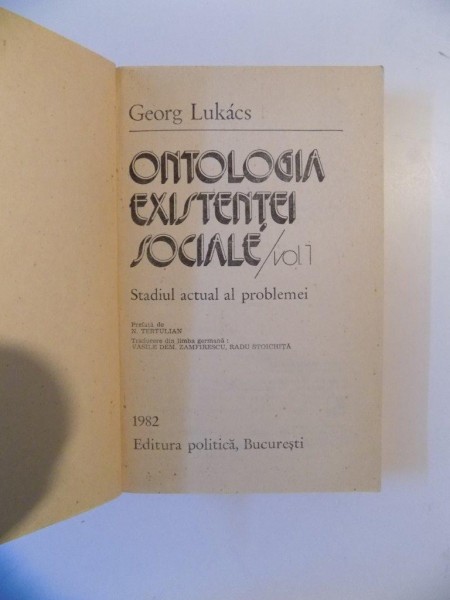 Georg Lukács
ONTOLOGIA
EXISTENȚEI
SOCIALE/vol.1
Stadiul actual al problemei
Prefață de
N. TERTULIAN
Traducere din limba germană:
VASILE DEM. ZAMFIRESCU, RADU STOICHIȚĂ
1982
Editura politică, București